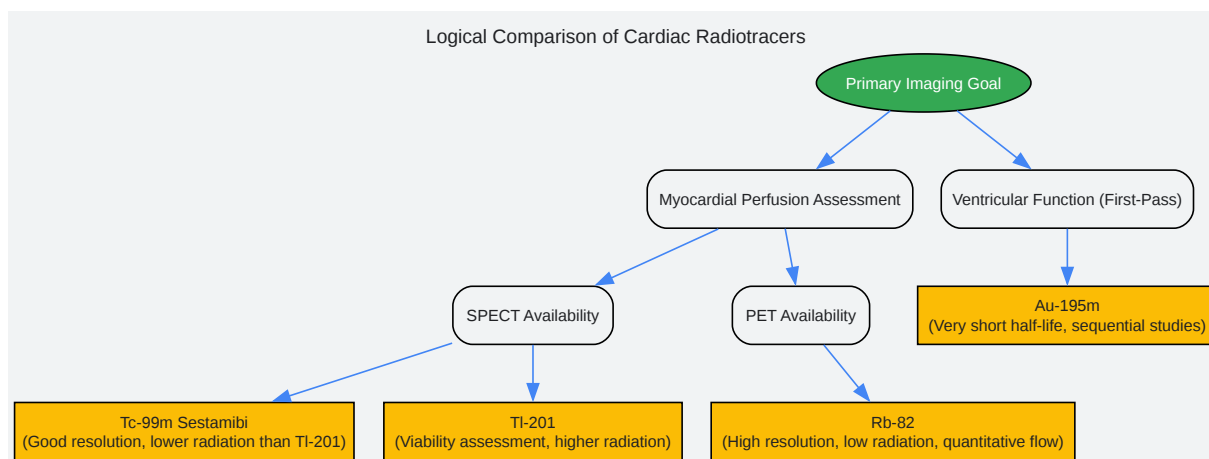 Logical Comparison of Cardiac Radiotracers
Primary Imaging Goal
Myocardial Perfusion Assessment
Ventricular Function (First-Pass)
SPECT Availability
PET Availability
Au-195m
(Very short half-life, sequential studies)
Tc-99m Sestamibi
(Good resolution, lower radiation than Tl-201)
Tl-201
(Viability assessment, higher radiation)
Rb-82
(High resolution, low radiation, quantitative flow)